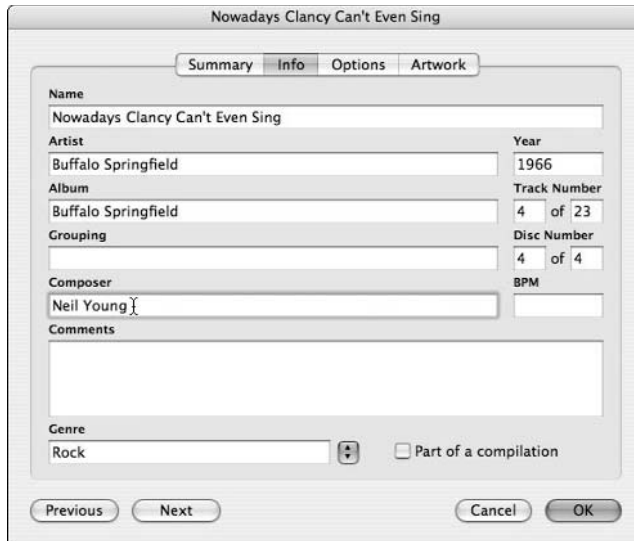 Nowadays Clancy Can't Even Sing
Summary Info Options Artwork
Name
Nowadays Clancy Can't Even Sing
Artist Year
Buffalo Springfield 1966
Album Track Number
Buffalo Springfield 4 of 23
Grouping Disc Number
4 of 4
Composer BPM
Neil Young
Comments
Genre
Rock Part of a compilation
Previous Next Cancel OK